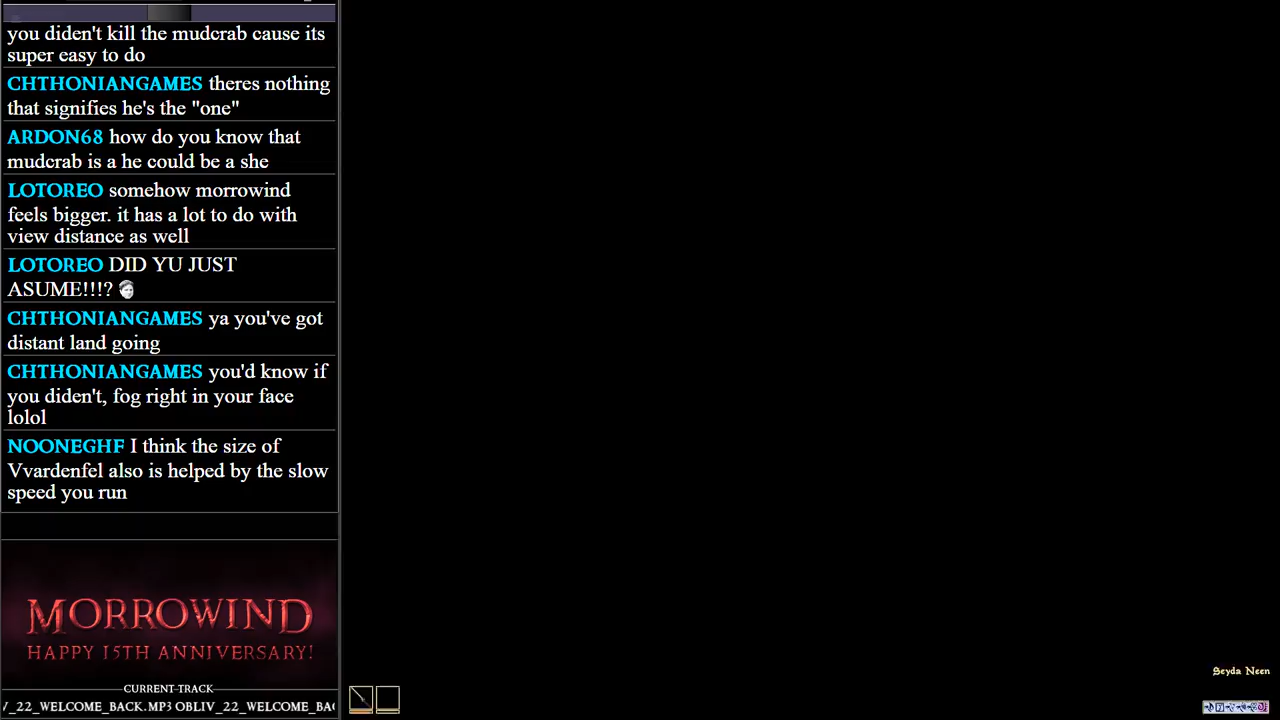 you diden't kill the mudcrab cause its
super easy to do
CHTHONIANGAMES theres nothing
that signifies he's the "one"
ARDON68 how do you know that
mudcrab is a he could be a she
LOTOREO somehow morrowind
feels bigger. it has a lot to do with
view distance as well
LOTOREO DID YU JUST
ASUME!!!?
CHTHONIANGAMES ya you've got
distant land going
CHTHONIANGAMES you'd know if
you diden't, fog right in your face
lolol
NOONEGHF I think the size of
Vvardenfel also is helped by the slow
speed you run
MORROWIND
HAPPY 15TH ANNIVERSARY!
CURRENT TRACK
_22_WELCOME_BACK.MP3 OBLIV_22_WELCOME_BA
Seyda Neen